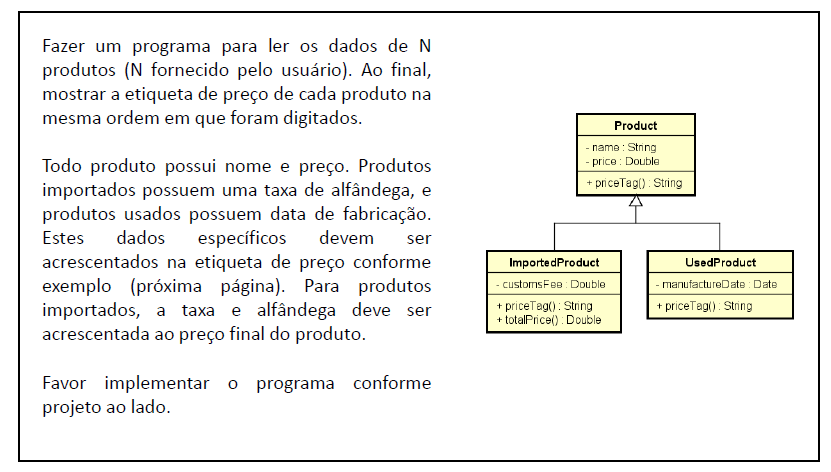 Fazer um programa para ler os dados de N
produtos (N fornecido pelo usuário). Ao final,
mostrar a etiqueta de preço de cada produto na
mesma ordem em que foram digitados.
Todo produto possui nome e preço. Produtos
importados possuem uma taxa de alfândega, e
produtos usados possuem data de fabricação.
Estes dados específicos devem ser
acrescentados na etiqueta de preço conforme
exemplo (próxima página). Para produtos
importados, a taxa e alfândega deve ser
acrescentada ao preço final do produto.
Favor implementar o programa conforme
projeto ao lado.
Product
- name : String
- price : Double
+ priceTag() : String
ImportedProduct
- customsFee : Double
+ priceTag() : String
+ totalPrice() : Double
UsedProduct
- manufactureDate : Date
+ priceTag() : String